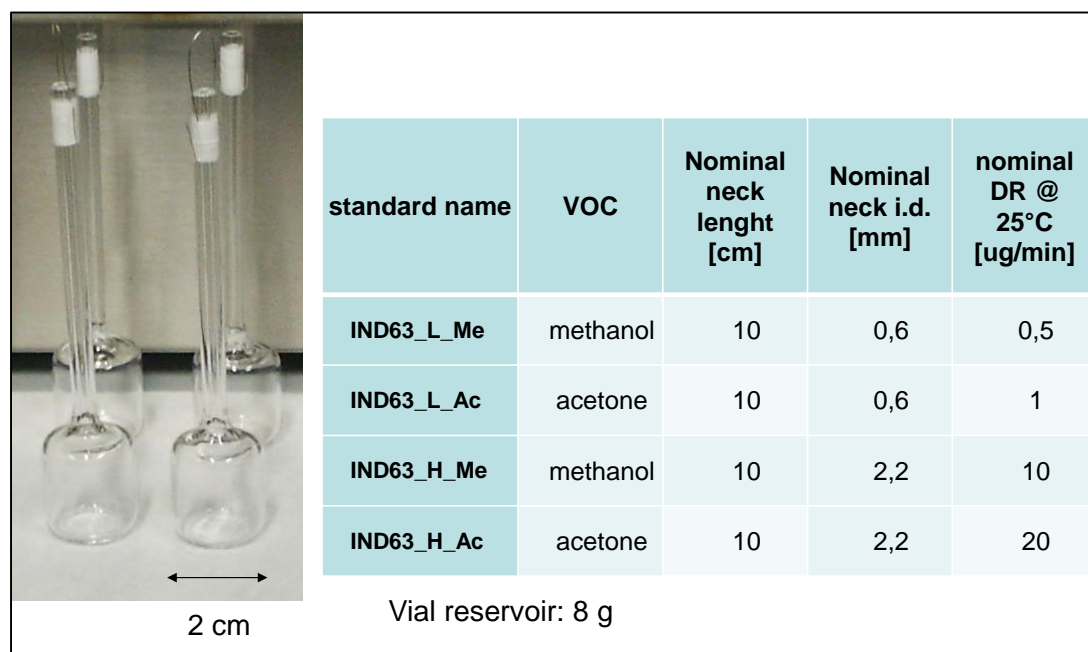 standard name VOC Nominal neck lenght [cm] Nominal neck i.d. [mm] nominal DR @ 25°C [ug/min]
IND63_L_Me methanol 10 0,6 0,5
IND63_L_Ac acetone 10 0,6 1
IND63_H_Me methanol 10 2,2 10
IND63_H_Ac acetone 10 2,2 20
2 cm
Vial reservoir: 8 g